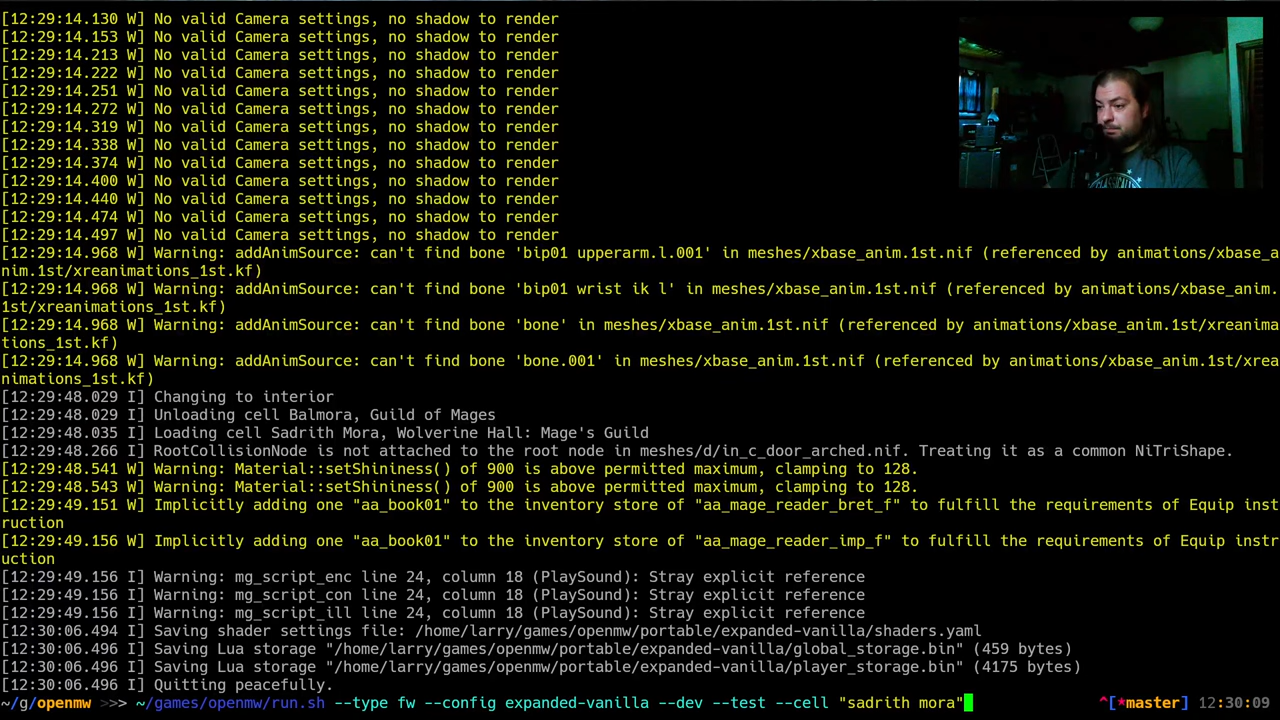 [12:29:14.130 W] No valid Camera settings, no shadow to render
[12:29:14.153 W] No valid Camera settings, no shadow to render
[12:29:14.213 W] No valid Camera settings, no shadow to render
[12:29:14.222 W] No valid Camera settings, no shadow to render
[12:29:14.251 W] No valid Camera settings, no shadow to render
[12:29:14.272 W] No valid Camera settings, no shadow to render
[12:29:14.319 W] No valid Camera settings, no shadow to render
[12:29:14.338 W] No valid Camera settings, no shadow to render
[12:29:14.374 W] No valid Camera settings, no shadow to render
[12:29:14.400 W] No valid Camera settings, no shadow to render
[12:29:14.440 W] No valid Camera settings, no shadow to render
[12:29:14.474 W] No valid Camera settings, no shadow to render
[12:29:14.497 W] No valid Camera settings, no shadow to render
[12:29:14.968 W] Warning: addAnimSource: can't find bone 'bip01 upperarm.l.001' in meshes/xbase_anim.1st.nif (referenced by animations/xbase_a
nim.1st/xreanimations_1st.kf)
[12:29:14.968 W] Warning: addAnimSource: can't find bone 'bip01 wrist ik l' in meshes/xbase_anim.1st.nif (referenced by animations/xbase_anim.
1st/xreanimations_1st.kf)
[12:29:14.968 W] Warning: addAnimSource: can't find bone 'bone' in meshes/xbase_anim.1st.nif (referenced by animations/xbase_anim.1st/xreanima
tions_1st.kf)
[12:29:14.968 W] Warning: addAnimSource: can't find bone 'bone.001' in meshes/xbase_anim.1st.nif (referenced by animations/xbase_anim.1st/xrea
nimations_1st.kf)
[12:29:48.029 I] Changing to interior
[12:29:48.029 I] Unloading cell Balmora, Guild of Mages
[12:29:48.035 I] Loading cell Sadrith Mora, Wolverine Hall: Mage's Guild
[12:29:48.266 I] RootCollisionNode is not attached to the root node in meshes/d/in_c_door_arched.nif. Treating it as a common NiTriShape.
[12:29:48.541 W] Warning: Material::setShininess() of 900 is above permitted maximum, clamping to 128.
[12:29:48.543 W] Warning: Material::setShininess() of 900 is above permitted maximum, clamping to 128.
[12:29:49.151 W] Implicitly adding one "aa_book01" to the inventory store of "aa_mage_reader_bret_f" to fulfill the requirements of Equip inst
ruction
[12:29:49.156 W] Implicitly adding one "aa_book01" to the inventory store of "aa_mage_reader_imp_f" to fulfill the requirements of Equip instr
uction
[12:29:49.156 I] Warning: mg_script_enc line 24, column 18 (PlaySound): Stray explicit reference
[12:29:49.156 I] Warning: mg_script_con line 24, column 18 (PlaySound): Stray explicit reference
[12:29:49.156 I] Warning: mg_script_ill line 24, column 18 (PlaySound): Stray explicit reference
[12:30:06.494 I] Saving shader settings file: /home/larry/games/openmw/portable/expanded-vanilla/shaders.yaml
[12:30:06.496 I] Saving Lua storage "/home/larry/games/openmw/portable/expanded-vanilla/global_storage.bin" (459 bytes)
[12:30:06.496 I] Saving Lua storage "/home/larry/games/openmw/portable/expanded-vanilla/player_storage.bin" (4175 bytes)
[12:30:06.496 I] Quitting peacefully.
~/g/openmw >>> ~/games/openmw/run.sh --type fw --config expanded-vanilla --dev --test --cell "sadrith mora" ^[*master] 12:30:09